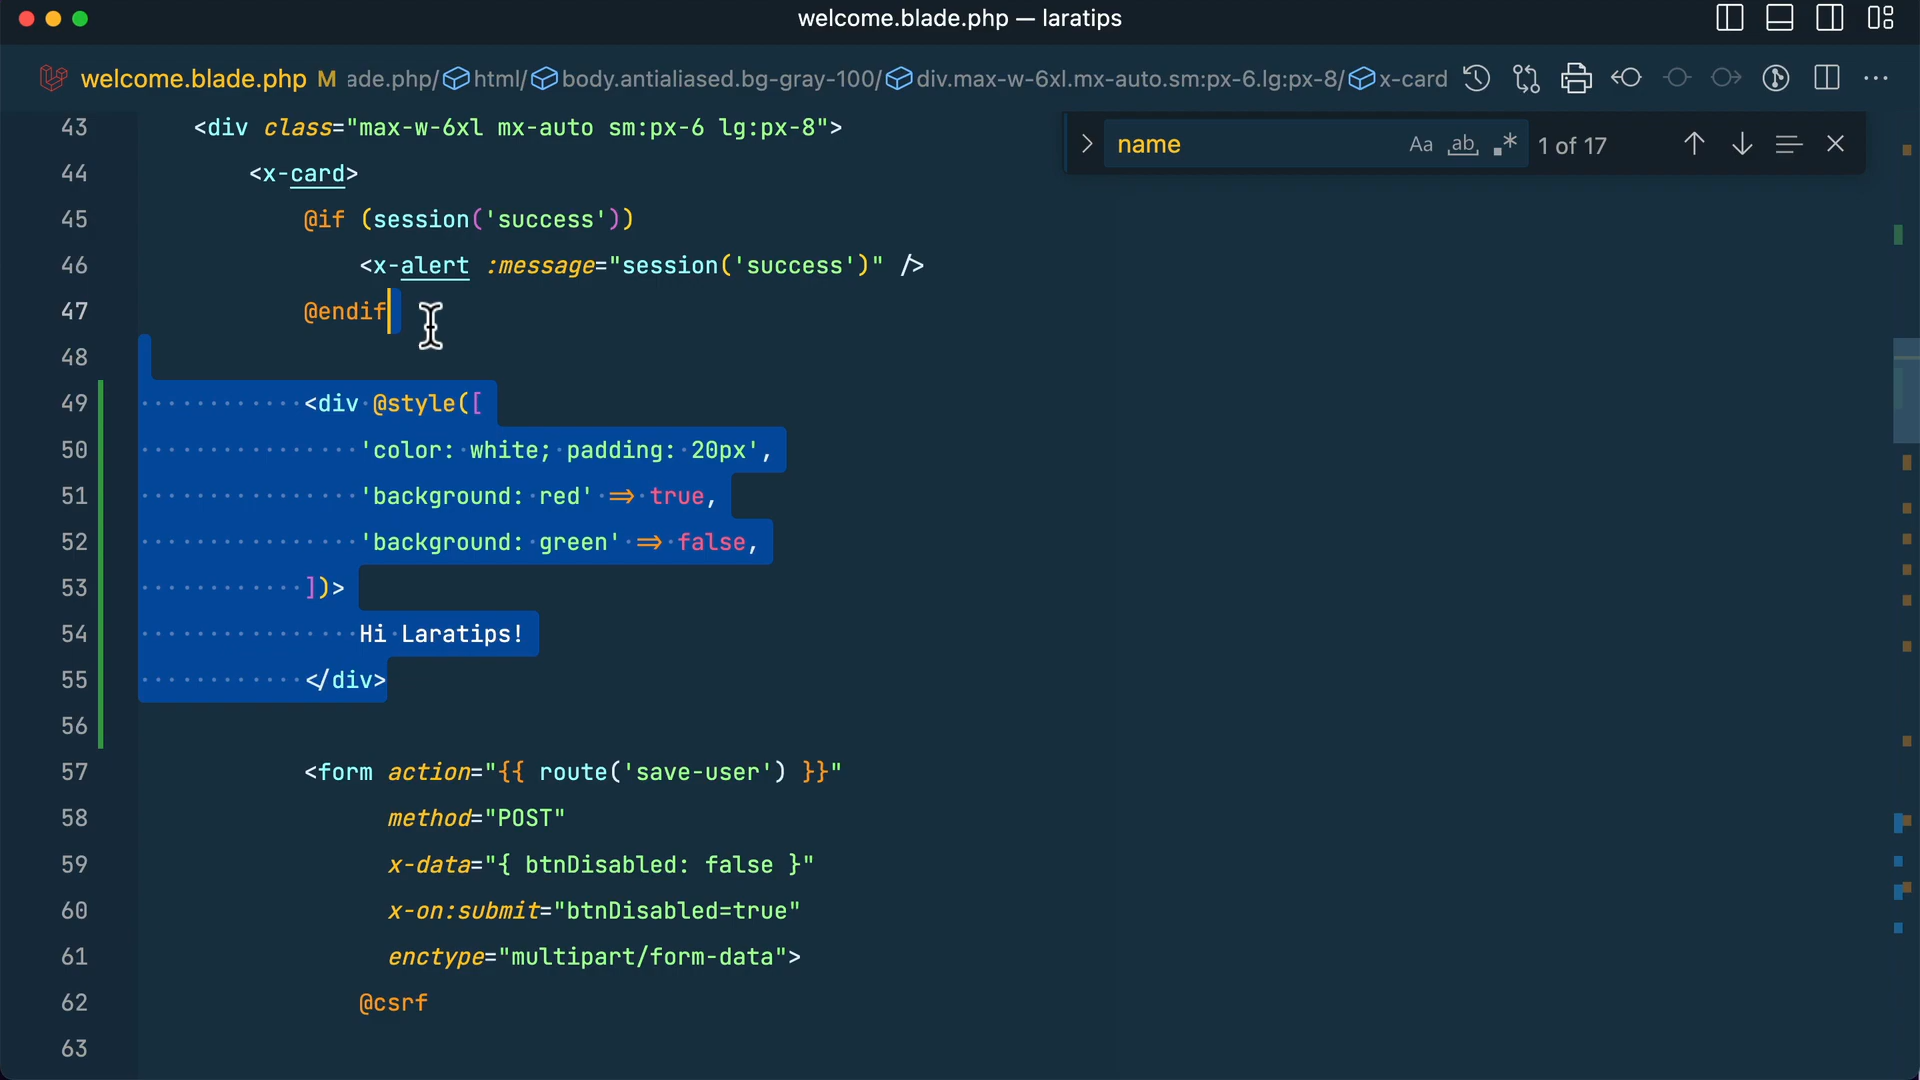 welcome.blade.php — laratips
welcome.blade.php M ade.php/ html/ body.antialiased.bg-gray-100/ div.max-w-6xl.mx-auto.sm:px-6.lg:px-8/ x-card
name Aa ab .* 1 of 17
43 <div class="max-w-6xl mx-auto sm:px-6 lg:px-8">
44 <x-card>
45 @if (session('success'))
46 <x-alert :message="session('success')" />
47 @endif
48
49 <div @style([
50 'color: white; padding: 20px',
51 'background: red' => true,
52 'background: green' => false,
53 ])>
54 Hi Laratips!
55 </div>
56
57 <form action="{{ route('save-user') }}"
58 method="POST"
59 x-data="{ btnDisabled: false }"
60 x-on:submit="btnDisabled=true"
61 enctype="multipart/form-data">
62 @csrf
63